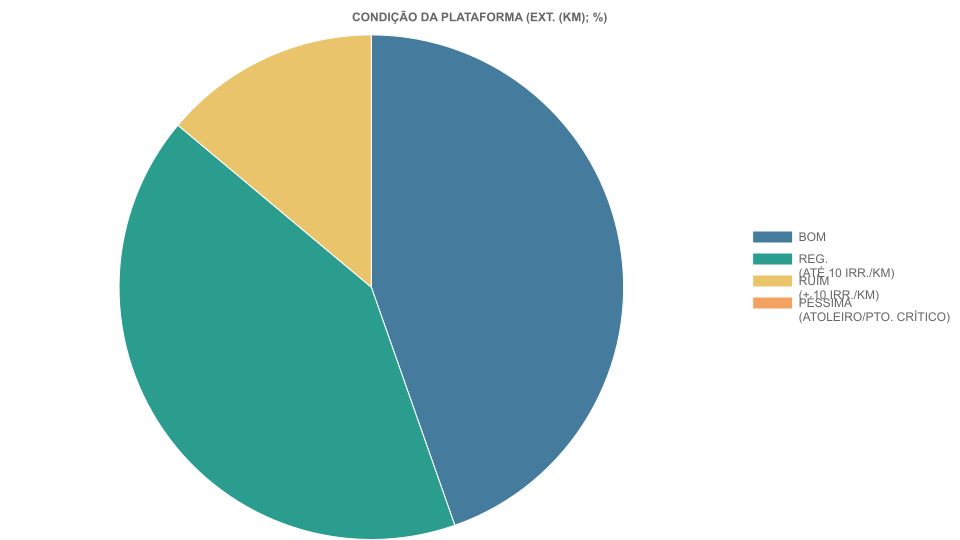 CONDIÇÃO DA PLATAFORMA (EXT. (KM); %)
BOM
REG.
(ATÉ 10 IRR./KM)
RUIM
(+ 10 IRR./KM)
PÉSSIMA
(ATOLEIRO/PTO. CRÍTICO)